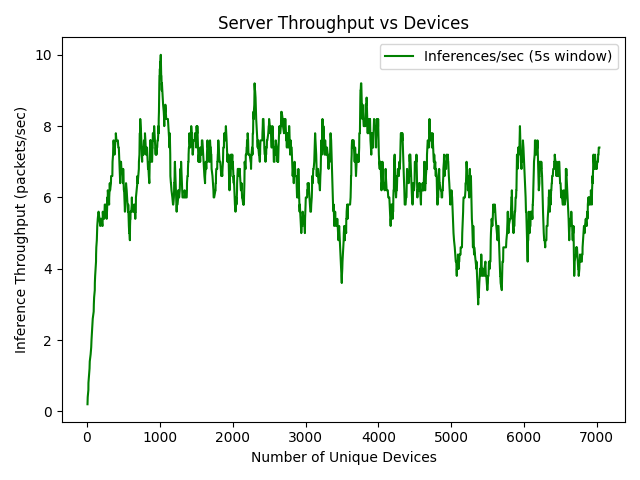 Server Throughput vs Devices
Inferences/sec (5s window)
Inference Throughput (packets/sec)
10
8
6
4
2
0
0 1000 2000 3000 4000 5000 6000 7000
Number of Unique Devices